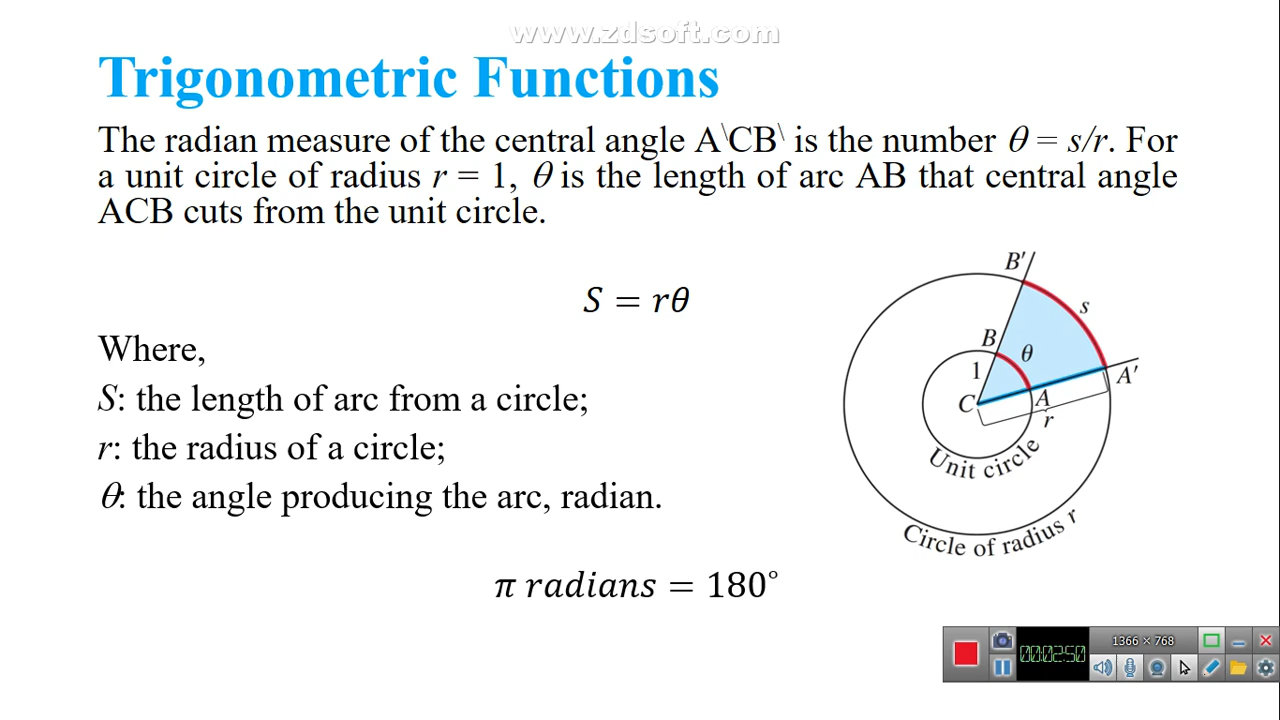 www.zdsoft.com
Trigonometric Functions
The radian measure of the central angle A\CB\ is the number θ = s/r. For
a unit circle of radius r = 1, θ is the length of arc AB that central angle
ACB cuts from the unit circle.
S = rθ
Where,
S: the length of arc from a circle;
r: the radius of a circle;
θ: the angle producing the arc, radian.
π radians = 180°
B′
s
B
θ
1
A′
C
A
r
Unit circle
Circle of radius r
1366 × 768
00:02:50